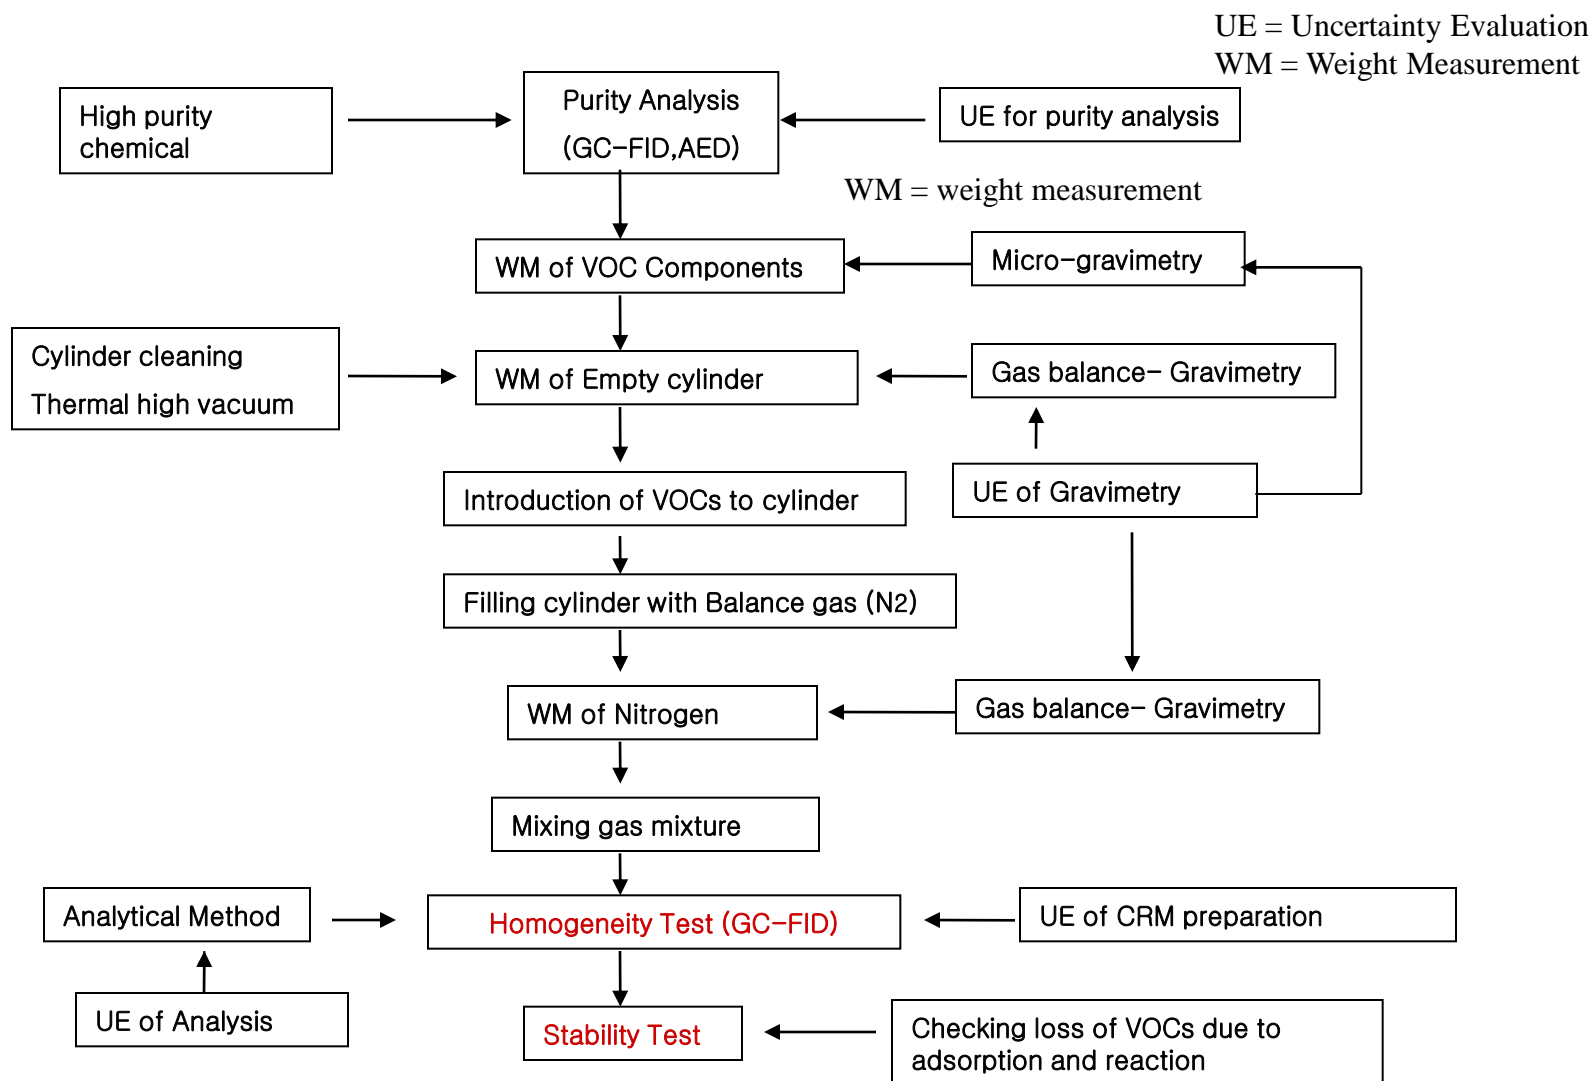 UE = Uncertainty Evaluation
WM = Weight Measurement
High purity
chemical
Purity Analysis
(GC-FID,AED)
UE for purity analysis
WM = weight measurement
WM of VOC Components
Micro-gravimetry
Cylinder cleaning
Thermal high vacuum
WM of Empty cylinder
Gas balance- Gravimetry
Introduction of VOCs to cylinder
UE of Gravimetry
Filling cylinder with Balance gas (N2)
WM of Nitrogen
Gas balance- Gravimetry
Mixing gas mixture
Analytical Method
Homogeneity Test (GC-FID)
UE of CRM preparation
UE of Analysis
Stability Test
Checking loss of VOCs due to
adsorption and reaction